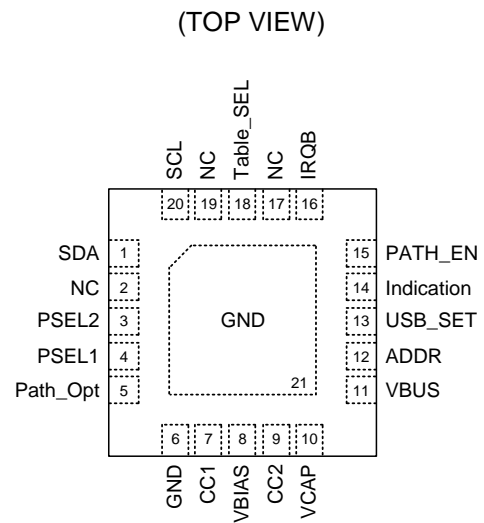 (TOP VIEW)
SCL NC Table_SEL NC IRQB
20 19 18 17 16
SDA 1
NC 2
PSEL2 3
PSEL1 4
Path_Opt 5
GND
21
15 PATH_EN
14 Indication
13 USB_SET
12 ADDR
11 VBUS
6 7 8 9 10
GND CC1 VBIAS CC2 VCAP